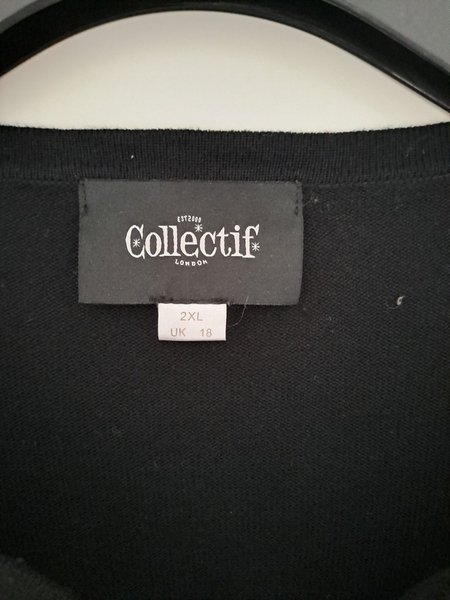 EST2000
Collectif
LONDON
2XL
UK 18